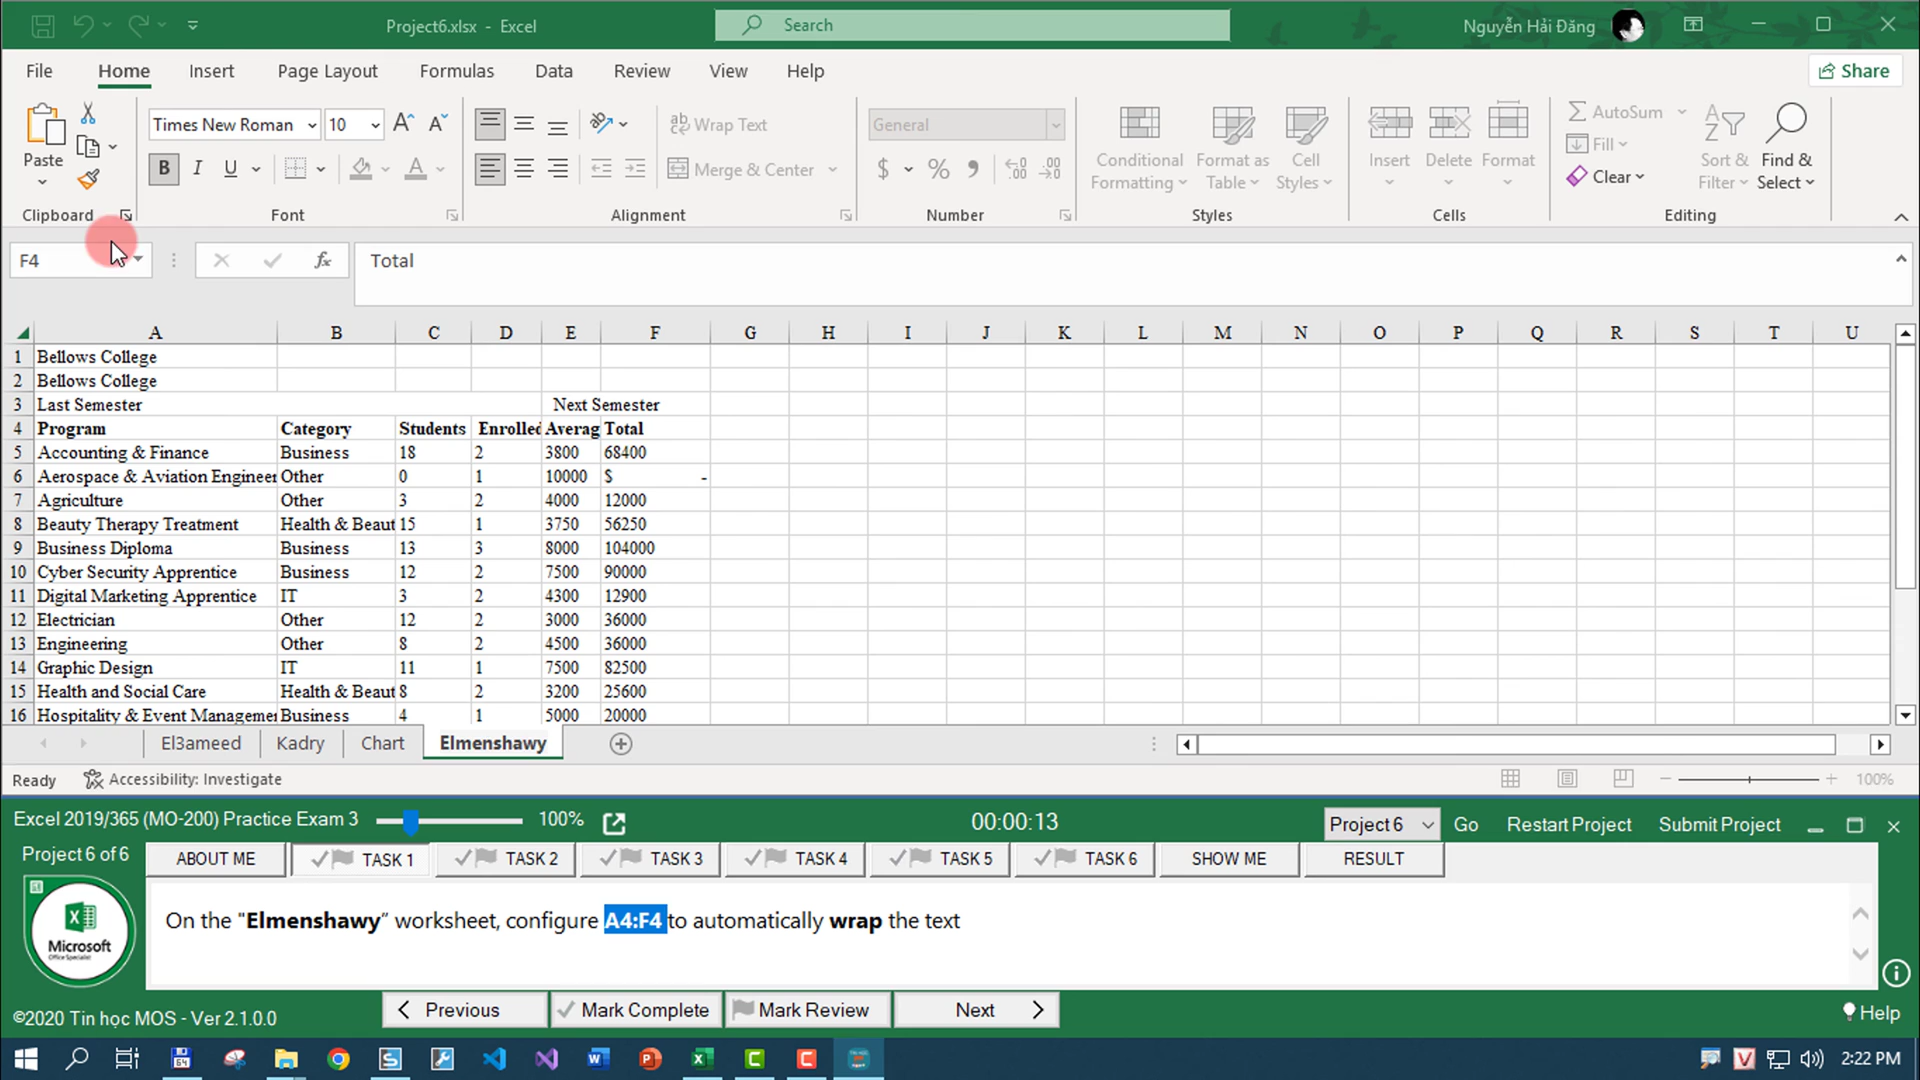 Project6.xlsx - Excel
Search
Nguyễn Hải Đăng
File Home Insert Page Layout Formulas Data Review View Help
Share
Paste
Clipboard
Times New Roman 10
B I U
Font
ab Wrap Text
Merge & Center
Alignment
General
$ % 9
Number
Conditional Formatting
Format as Table
Cell Styles
Styles
Insert Delete Format
Cells
AutoSum
Fill
Clear
Sort & Filter
Find & Select
Editing
F4
fx
Total
A B C D E F G H I J K L M N O P Q R S T U
1 Bellows College
2 Bellows College
3 Last Semester Next Semester
4 Program Category Students Enrolled Averag Total
5 Accounting & Finance Business 18 2 3800 68400
6 Aerospace & Aviation Engineer Other 0 1 10000 $ -
7 Agriculture Other 3 2 4000 12000
8 Beauty Therapy Treatment Health & Beaut 15 1 3750 56250
9 Business Diploma Business 13 3 8000 104000
10 Cyber Security Apprentice Business 12 2 7500 90000
11 Digital Marketing Apprentice IT 3 2 4300 12900
12 Electrician Other 12 2 3000 36000
13 Engineering Other 8 2 4500 36000
14 Graphic Design IT 11 1 7500 82500
15 Health and Social Care Health & Beaut 8 2 3200 25600
16 Hospitality & Event Managemen Business 4 1 5000 20000
El3ameed Kadry Chart Elmenshawy
Ready Accessibility: Investigate 100%
Excel 2019/365 (MO-200) Practice Exam 3 100% 00:00:13 Project 6 Go Restart Project Submit Project
Project 6 of 6 ABOUT ME TASK 1 TASK 2 TASK 3 TASK 4 TASK 5 TASK 6 SHOW ME RESULT
On the "Elmenshawy” worksheet, configure A4:F4 to automatically wrap the text
Microsoft
Office Specialist
Previous Mark Complete Mark Review Next
©2020 Tin học MOS - Ver 2.1.0.0
Help
2:22 PM